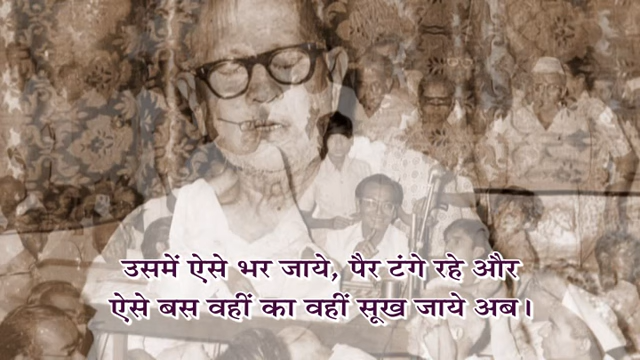 उसमें ऐसे भर जाये, पैर टंगे रहे और
ऐसे बस वहीं का वहीं सूख जाये अब।